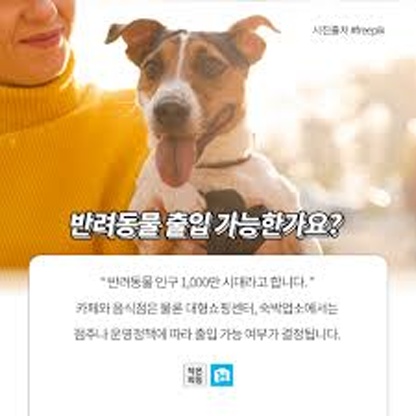 사진출처 #freepik
반려동물 출입 가능한가요?
"반려동물 인구 1,000만 시대라고 합니다."
카페와 음식점은 물론 대형쇼핑센터, 숙박업소에서는
점주나 운영정책에 따라 출입 가능 여부가 결정됩니다.
작은
외침